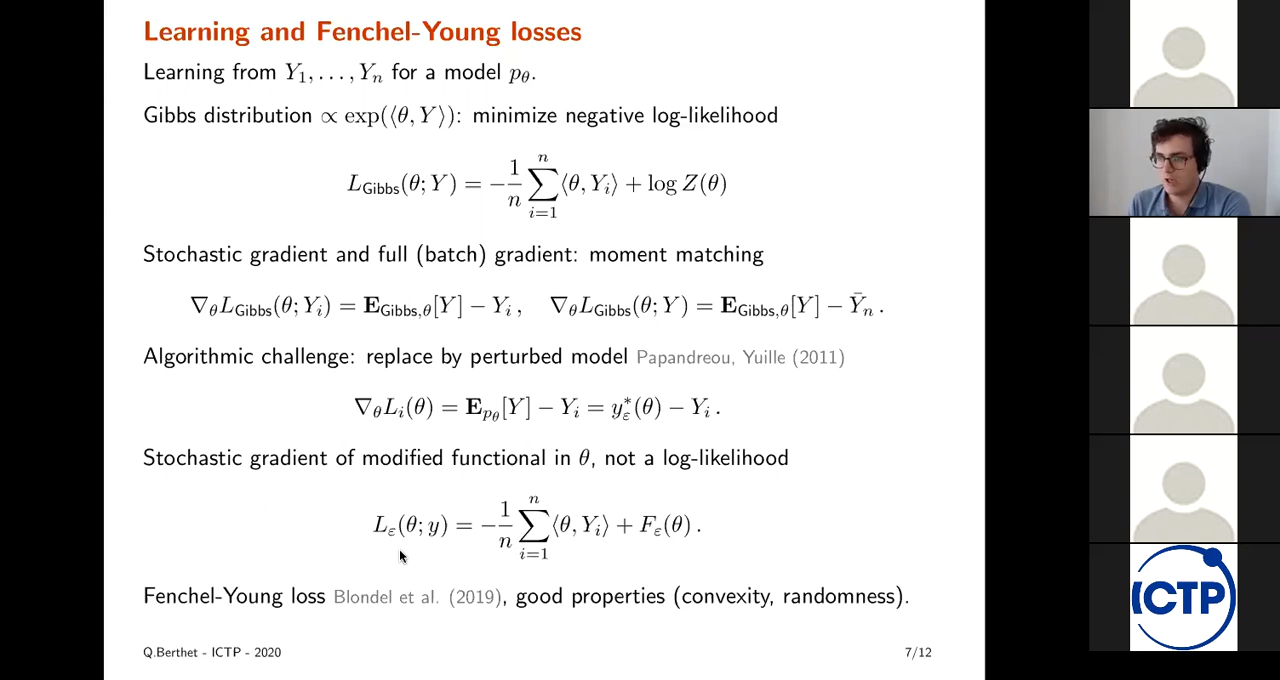 Learning and Fenchel-Young losses
Learning from Y_1, ..., Y_n for a model p_θ.
Gibbs distribution ∝ exp(⟨θ, Y⟩): minimize negative log-likelihood
L_Gibbs(θ; Y) = −1/n ∑_{i=1}^{n} ⟨θ, Y_i⟩ + log Z(θ)
Stochastic gradient and full (batch) gradient: moment matching
∇_θ L_Gibbs(θ; Y_i) = E_{Gibbs,θ}[Y] − Y_i , ∇_θ L_Gibbs(θ; Y) = E_{Gibbs,θ}[Y] − Ȳ_n .
Algorithmic challenge: replace by perturbed model Papandreou, Yuille (2011)
∇_θ L_i(θ) = E_{p_θ}[Y] − Y_i = y*_ε(θ) − Y_i .
Stochastic gradient of modified functional in θ, not a log-likelihood
L_ε(θ; y) = −1/n ∑_{i=1}^{n} ⟨θ, Y_i⟩ + F_ε(θ) .
Fenchel-Young loss Blondel et al. (2019), good properties (convexity, randomness).
Q.Berthet - ICTP - 2020 7/12
ICTP